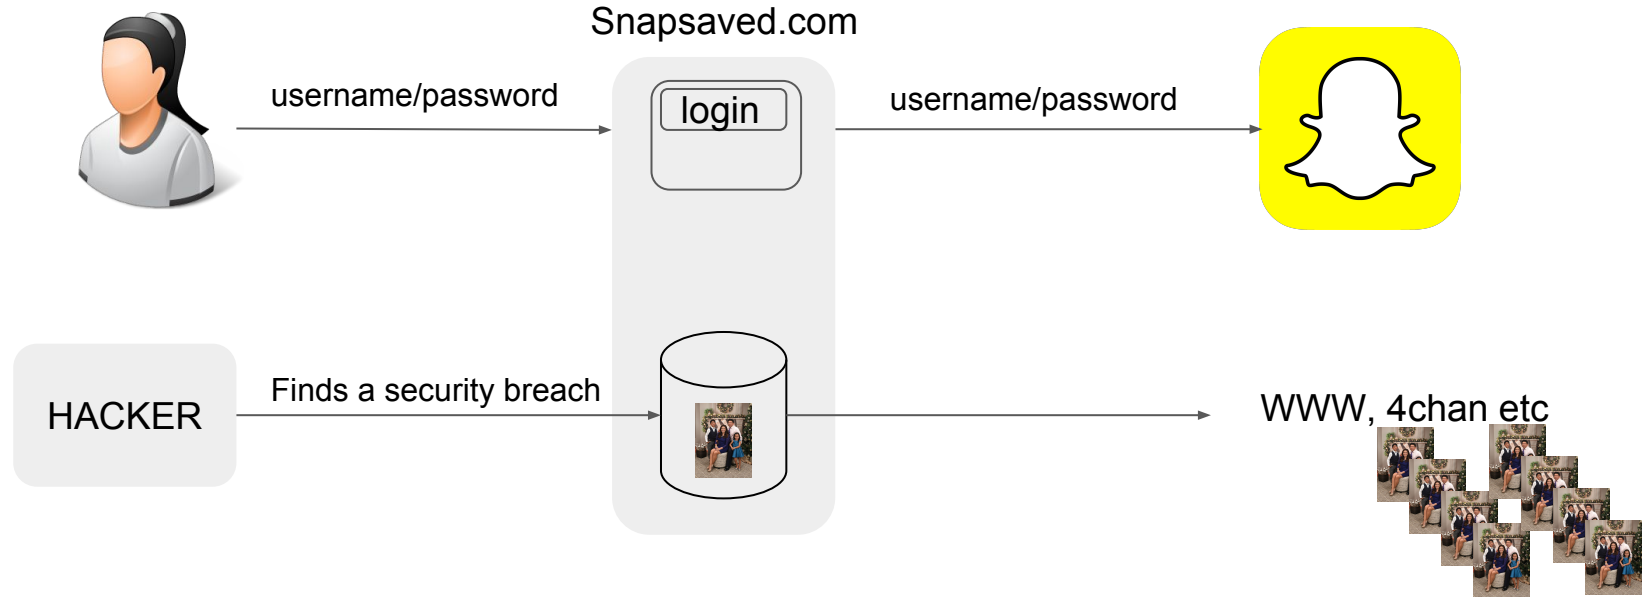 Snapsaved.com
username/password
login
username/password
HACKER
Finds a security breach
WWW, 4chan etc